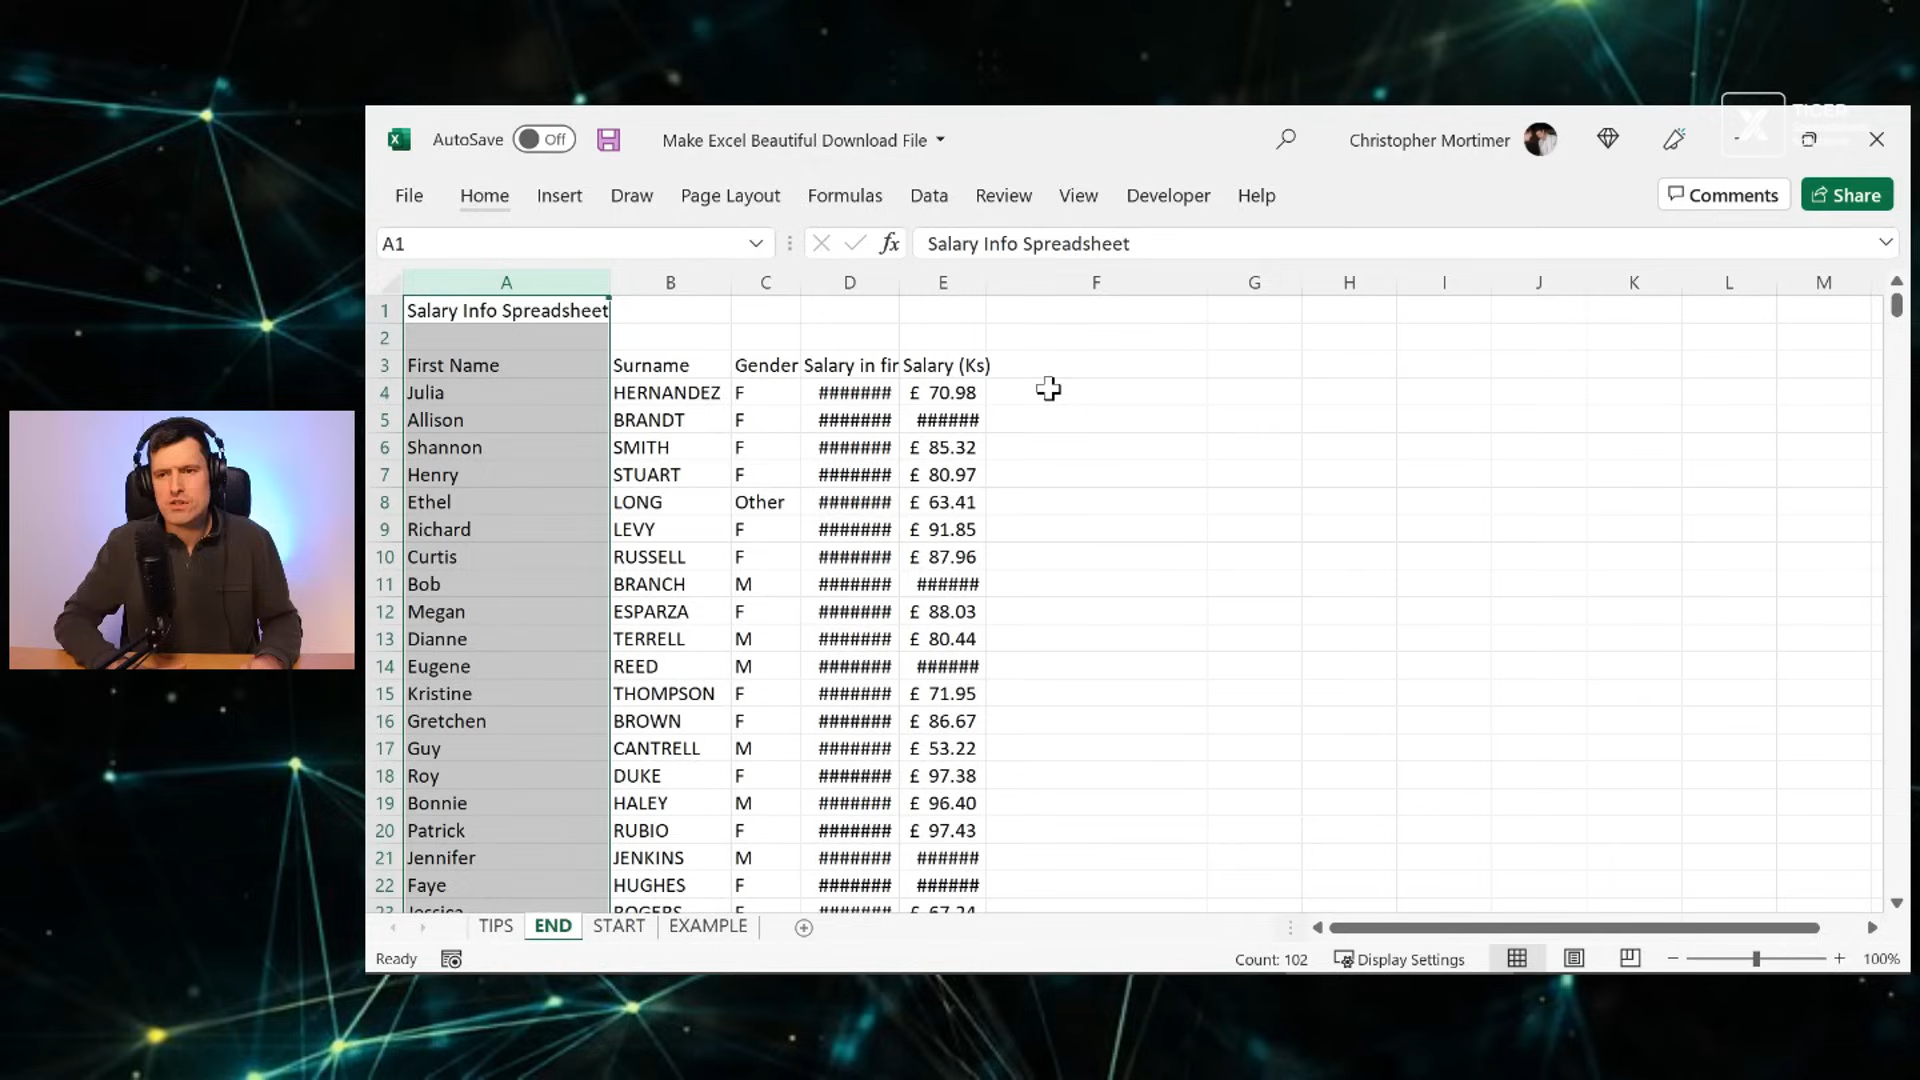 TIGER
AutoSave Off Make Excel Beautiful Download File Christopher Mortimer
File Home Insert Draw Page Layout Formulas Data Review View Developer Help Comments Share
A1 fx Salary Info Spreadsheet
A B C D E F G H I J K L M
1 Salary Info Spreadsheet
2
3 First Name Surname Gender Salary in fir Salary (Ks)
4 Julia HERNANDEZ F ####### £ 70.98
5 Allison BRANDT F ####### ######
6 Shannon SMITH F ####### £ 85.32
7 Henry STUART F ####### £ 80.97
8 Ethel LONG Other ####### £ 63.41
9 Richard LEVY F ####### £ 91.85
10 Curtis RUSSELL F ####### £ 87.96
11 Bob BRANCH M ####### ######
12 Megan ESPARZA F ####### £ 88.03
13 Dianne TERRELL M ####### £ 80.44
14 Eugene REED M ####### ######
15 Kristine THOMPSON F ####### £ 71.95
16 Gretchen BROWN F ####### £ 86.67
17 Guy CANTRELL M ####### £ 53.22
18 Roy DUKE F ####### £ 97.38
19 Bonnie HALEY M ####### £ 96.40
20 Patrick RUBIO F ####### £ 97.43
21 Jennifer JENKINS M ####### ######
22 Faye HUGHES F ####### ######
23 Jessica ROGERS F ####### £ 67.24
TIPS END START EXAMPLE
Ready Count: 102 Display Settings 100%